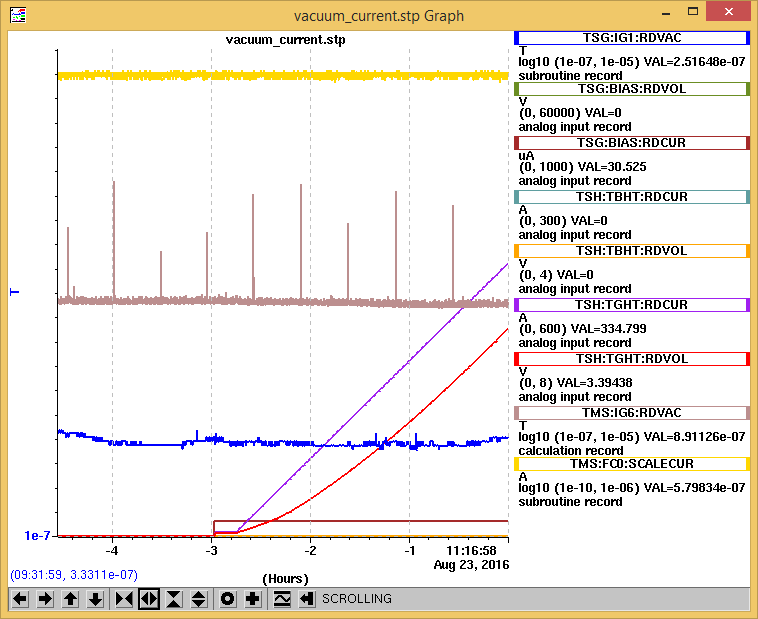 vacuum_current.stp Graph
vacuum_current.stp
T
1e-7
-4
-3
-2
-1
11:16:58
Aug 23, 2016
(Hours)
(09:31:59, 3.3311e-07)
TSG:IG1:RDVAC
T
log10 (1e-07, 1e-05) VAL=2.51648e-07
subroutine record
TSG:BIAS:RDVOL
V
(0, 60000) VAL=0
analog input record
TSG:BIAS:RDCUR
uA
(0, 1000) VAL=30.525
analog input record
TSH:TBHT:RDCUR
A
(0, 300) VAL=0
analog input record
TSH:TBHT:RDVOL
V
(0, 4) VAL=0
analog input record
TSH:TGHT:RDCUR
A
(0, 600) VAL=334.799
analog input record
TSH:TGHT:RDVOL
V
(0, 8) VAL=3.39438
analog input record
TMS:IG6:RDVAC
T
log10 (1e-07, 1e-05) VAL=8.91126e-07
calculation record
TMS:FC0:SCALECUR
A
log10 (1e-10, 1e-06) VAL=5.79834e-07
subroutine record
SCROLLING